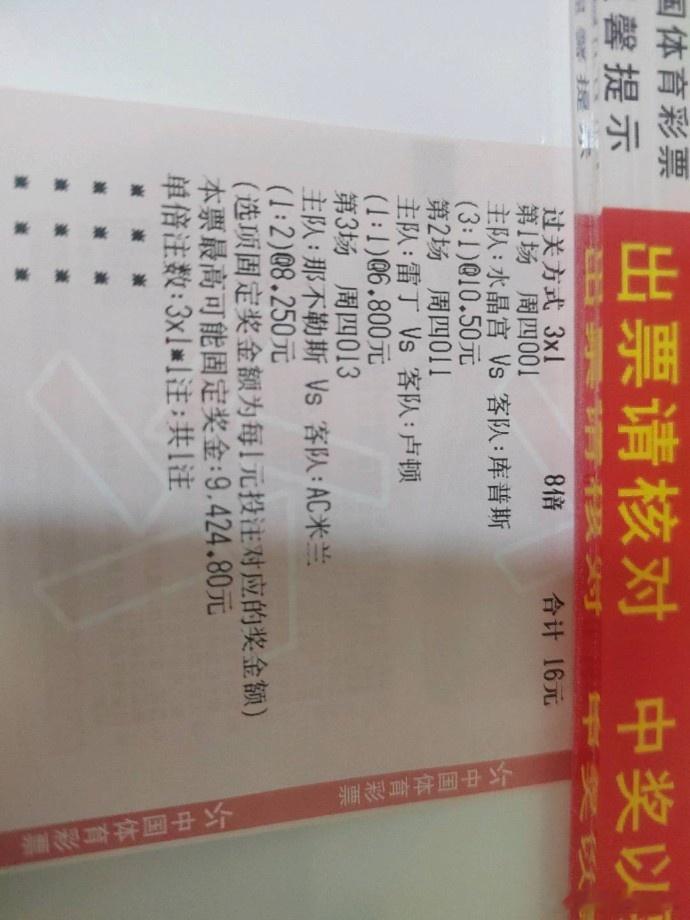 国体育彩票
馨提示
出票请核对 中奖以
过关方式 3x1 8倍 合计 16元
第1场 周四001
主队:水晶宫 Vs 客队:库普斯
(3:1)@10.50元
第2场 周四011
主队:雷丁 Vs 客队:卢顿
(1:1)@6.800元
第3场 周四013
主队:那不勒斯 Vs 客队:AC米兰
(1:2)@8.250元
(选项固定奖金额为每1元投注对应的奖金额)
本票最高可能固定奖金:9,424.80元
单倍注数:3x1*1注;共1注
中国体育彩票
中国体育彩票